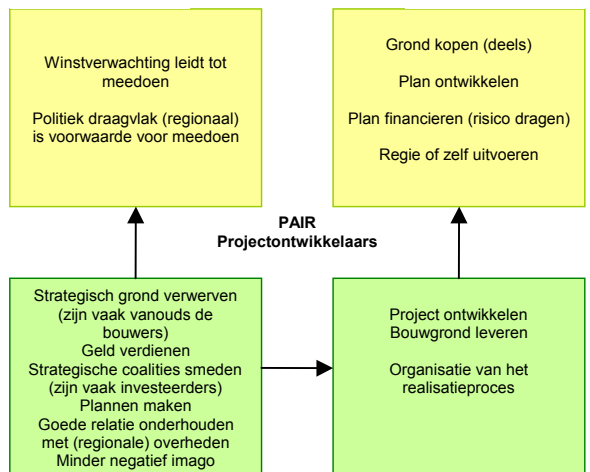 Winstverwachting leidt tot
meedoen
Politiek draagvlak (regionaal)
is voorwaarde voor meedoen
Grond kopen (deels)
Plan ontwikkelen
Plan financieren (risico dragen)
Regie of zelf uitvoeren
PAIR
Projectontwikkelaars
Strategisch grond verwerven
(zijn vaak vanouds de
bouwers)
Geld verdienen
Strategische coalities smeden
(zijn vaak investeerders)
Plannen maken
Goede relatie onderhouden
met (regionale) overheden
Minder negatief imago
Project ontwikkelen
Bouwgrond leveren
Organisatie van het
realisatieproces